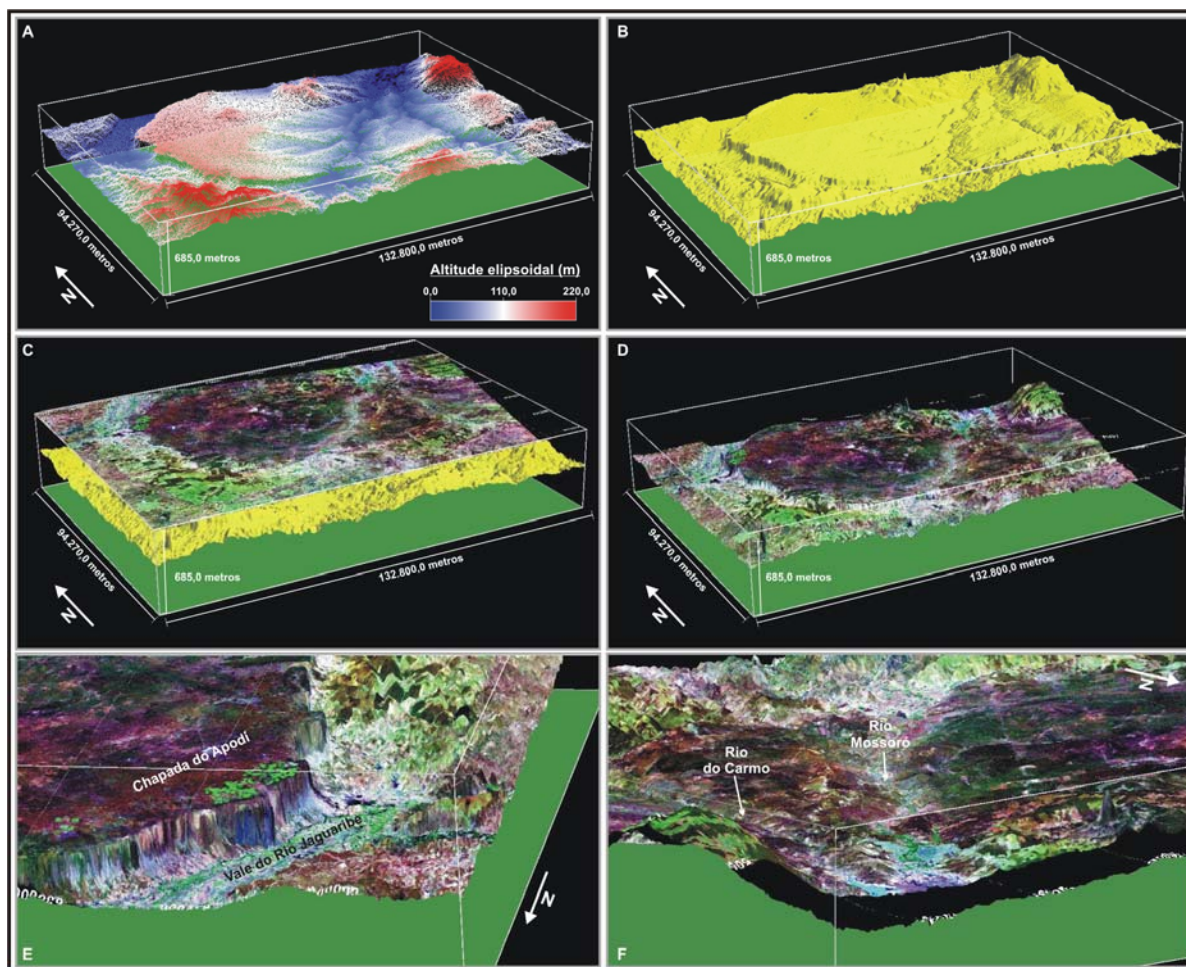 A
94.270,0 metros
685,0 metros
132.800,0 metros
N
Altitude elipsoidal (m)
0,0 110,0 220,0
B
94.270,0 metros
685,0 metros
132.800,0 metros
N
C
94.270,0 metros
685,0 metros
132.800,0 metros
N
D
94.270,0 metros
685,0 metros
132.800,0 metros
N
Chapada do Apodi
Vale do Rio Jaguaribe
N
E
N
Rio
Mossoró
Rio
do Carmo
F